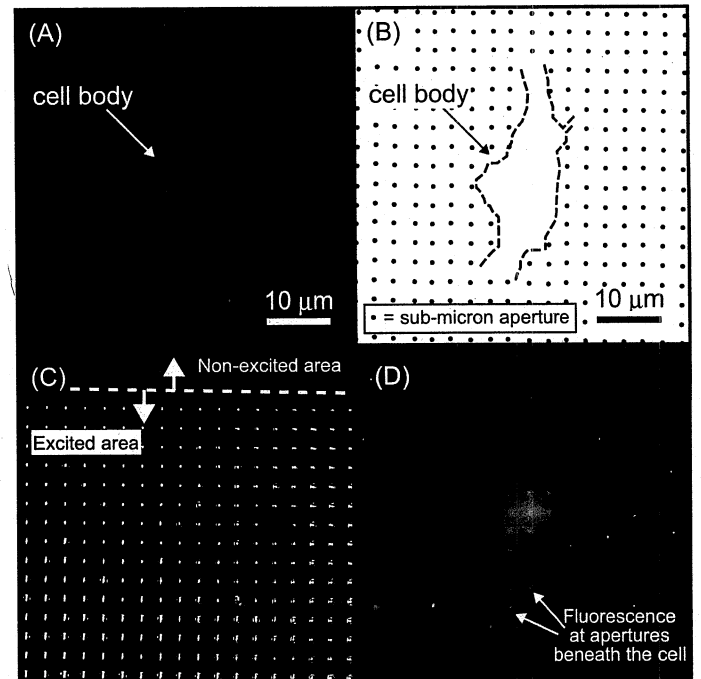 (A)
cell body
10 μm
(B)
cell body
• = sub-micron aperture
10 μm
(C)
Non-excited area
Excited area
(D)
Fluorescence
at apertures
beneath the cell